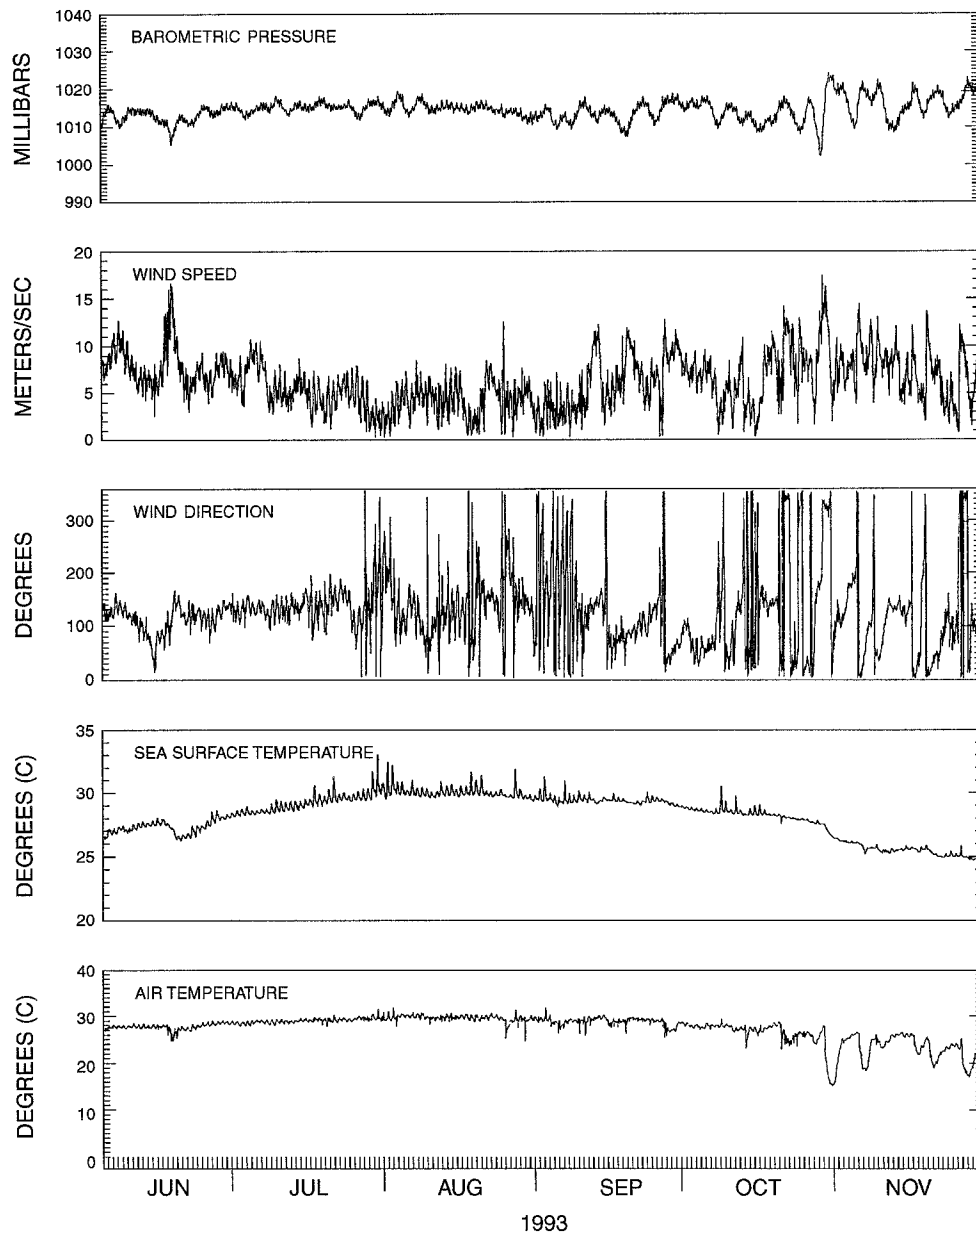 1040
1030
1020
1010
1000
990
MILLIBARS
BAROMETRIC PRESSURE
20
15
10
5
0
METERS/SEC
WIND SPEED
300
200
100
0
DEGREES
WIND DIRECTION
35
30
25
20
DEGREES (C)
SEA SURFACE TEMPERATURE
40
30
20
10
0
DEGREES (C)
AIR TEMPERATURE
JUN JUL AUG SEP OCT NOV
1993